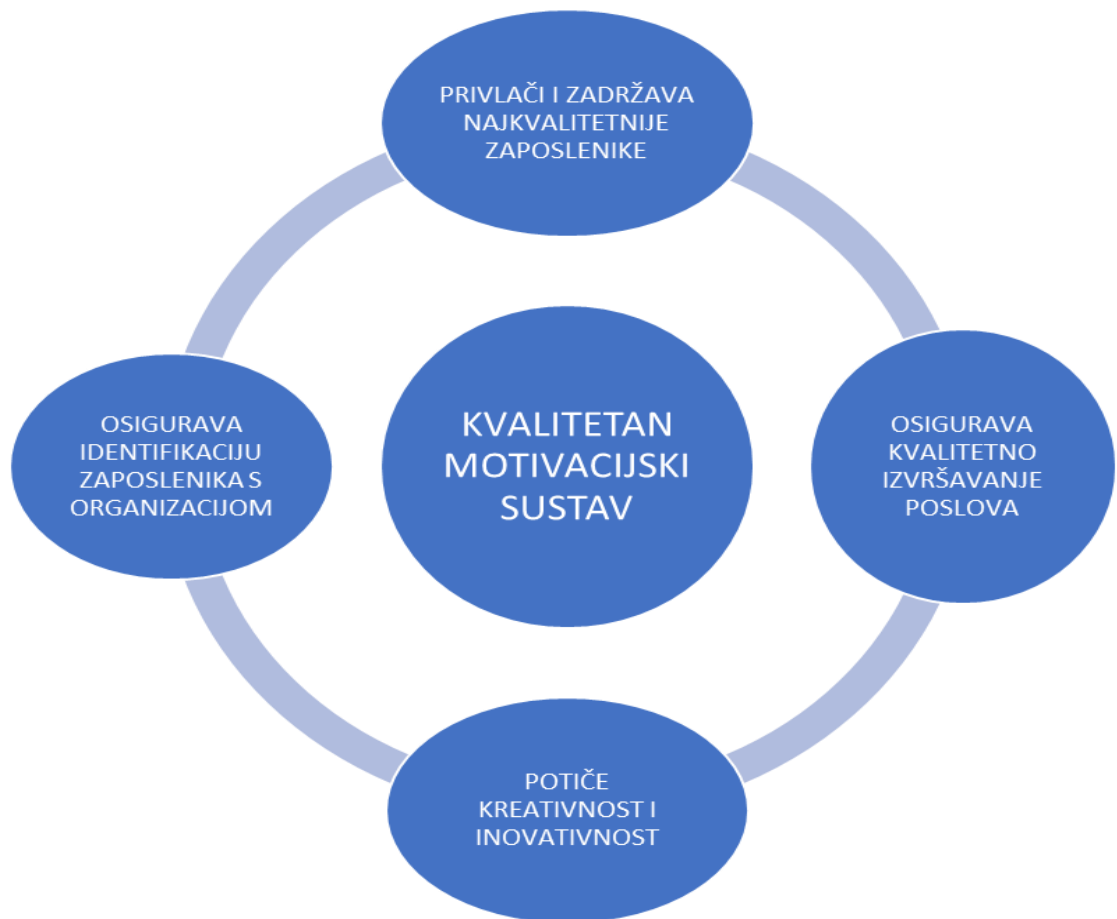 PRIVLAČI I ZADRŽAVA
NAJKVALITETNIJE
ZAPOSLENIKE
OSIGURAVA
IDENTIFIKACIJU
ZAPOSLENIKA S
ORGANIZACIJOM
KVALITETAN
MOTIVACIJSKI
SUSTAV
OSIGURAVA
KVALITETNO
IZVRŠAVANJE
POSLOVA
POTIČE
KREATIVNOST I
INOVATIVNOST